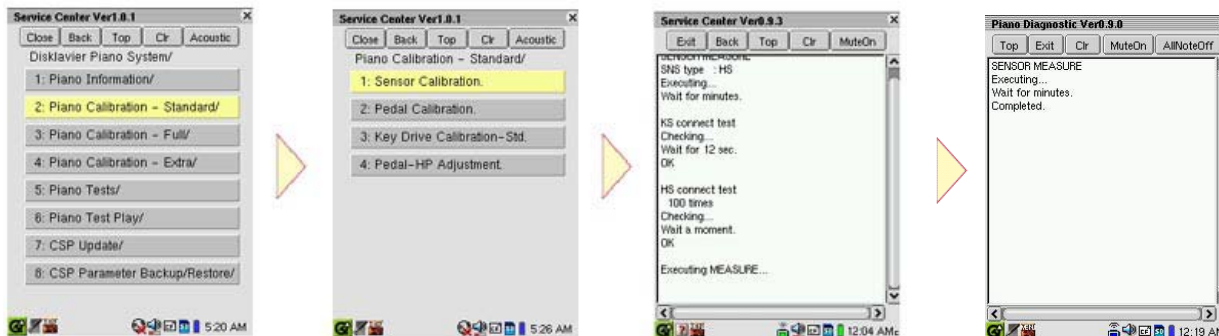 Service Center Ver1.0.1 ×
Close Back Top Clr Acoustic
Disklavier Piano System/
1: Piano Information/
2: Piano Calibration - Standard/
3: Piano Calibration - Full/
4: Piano Calibration - Extra/
5: Piano Tests/
6: Piano Test Play/
7: CSP Update/
8: CSP Parameter Backup/Restore/
5:20 AM
Service Center Ver1.0.1 ×
Close Back Top Clr Acoustic
Piano Calibration - Standard/
1: Sensor Calibration.
2: Pedal Calibration.
3: Key Drive Calibration-Std.
4: Pedal-HP Adjustment.
5:26 AM
Service Center Ver0.9.3 ×
Exit Back Top Clr MuteOn
SENSOR MEASURE
SNS type : HS
Executing...
Wait for minutes.
KS connect test
Checking...
Wait for 12 sec.
OK
HS connect test
100 times
Checking...
Wait a moment.
OK
Executing MEASURE...
12:04 AM
Piano Diagnostic Ver0.9.0
Top Exit Clr MuteOn AllNoteOff
SENSOR MEASURE
Executing...
Wait for minutes.
Completed.
12:19 AM